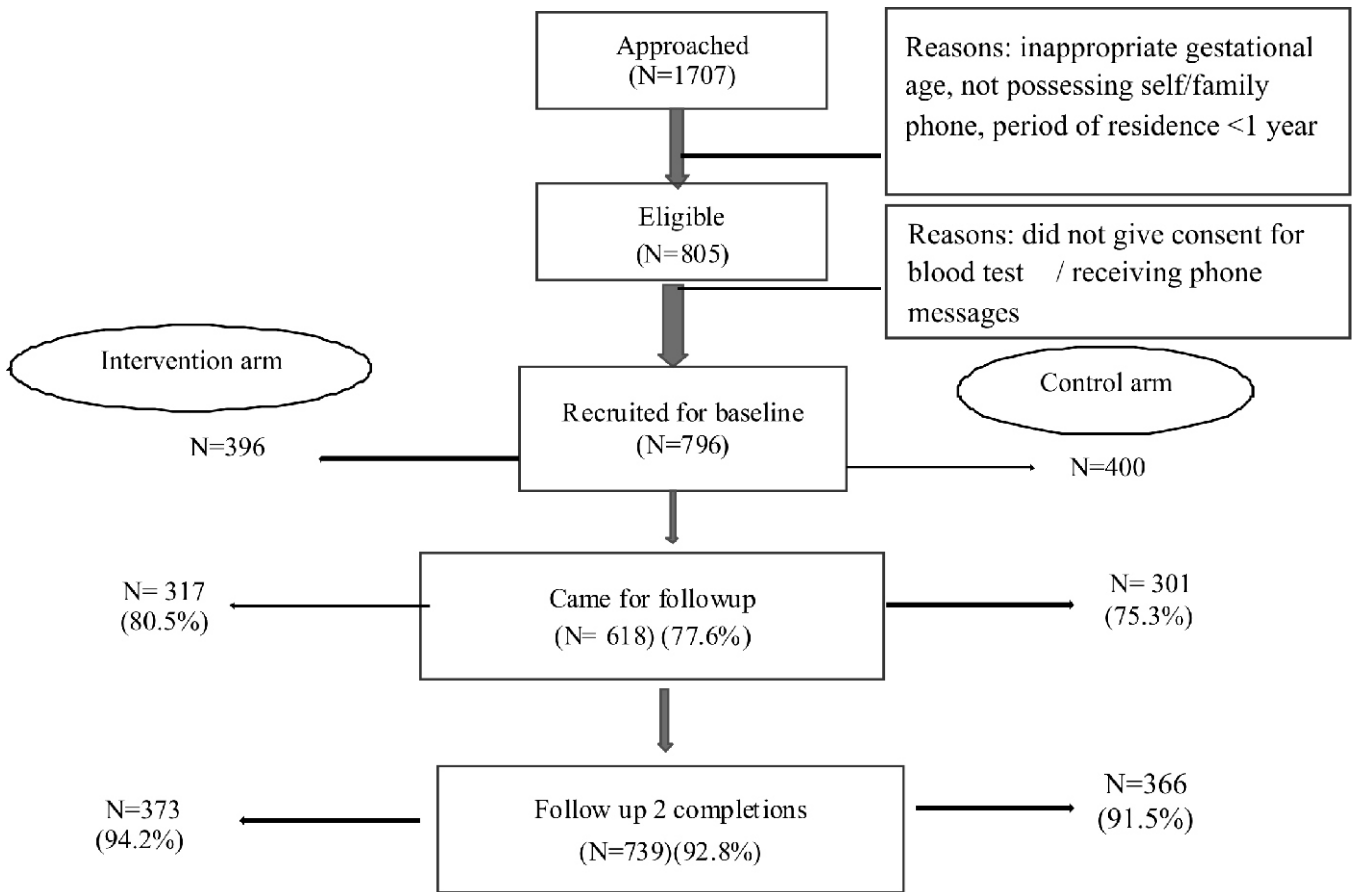 Approached
(N=1707)
Reasons: inappropriate gestational
age, not possessing self/family
phone, period of residence <1 year
Eligible
(N=805)
Reasons: did not give consent for
blood test / receiving phone
messages
Intervention arm
Control arm
Recruited for baseline
(N=796)
N=396
N=400
N= 317
(80.5%)
Came for followup
(N= 618) (77.6%)
N= 301
(75.3%)
N=373
(94.2%)
Follow up 2 completions
(N=739)(92.8%)
N=366
(91.5%)